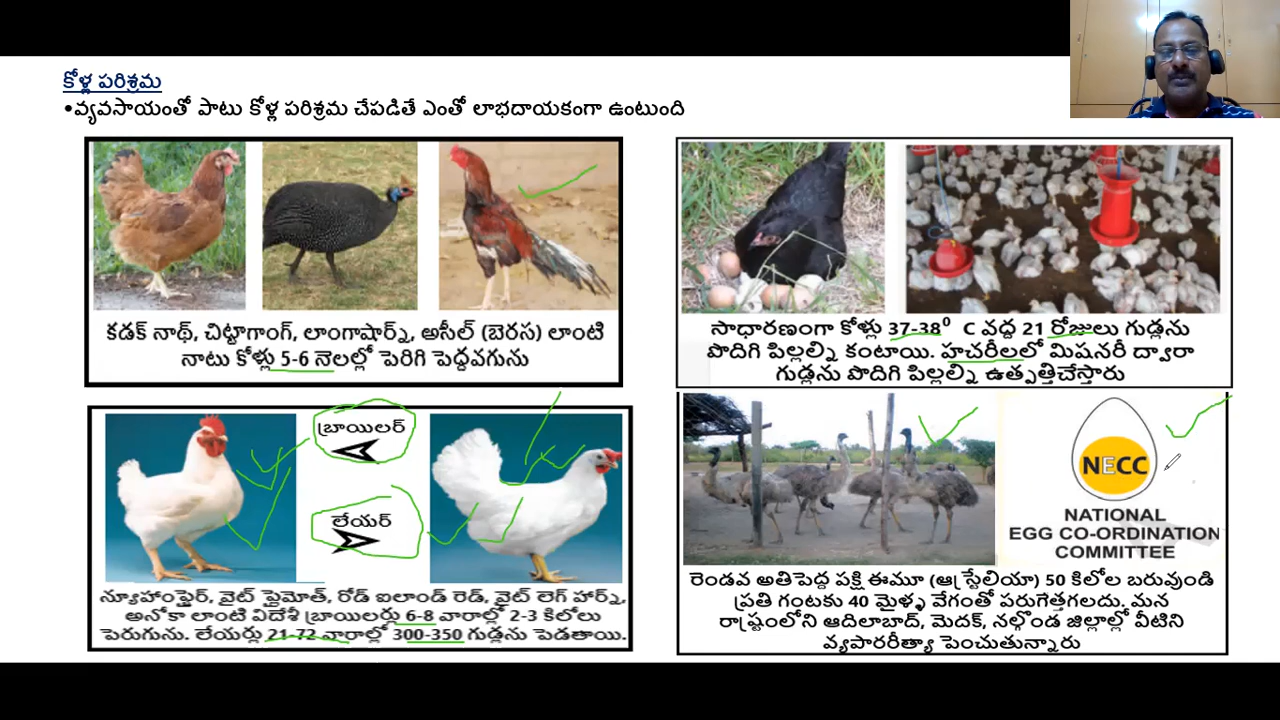 కోళ్ల పరిశ్రమ
•వ్యవసాయంతో పాటు కోళ్ల పరిశ్రమ చేపడితే ఎంతో లాభదాయకంగా ఉంటుంది
కడక్ నాథ్, చిట్టాగాంగ్, లాంగాషార్న్, అసీల్ (బెరస) లాంటి
నాటు కోళ్లు 5-6 నెలల్లో పెరిగి పెద్దవగును
సాధారణంగా కోళ్లు 37-38⁰ C వద్ద 21 రోజులు గుడ్లను
పొదిగి పిల్లల్ని కంటాయి. హచరీలలో మిషనరీ ద్వారా
గుడ్లను పొదిగి పిల్లల్ని ఉత్పత్తిచేస్తారు
బ్రాయిలర్
లేయర్
న్యూహాంప్షైర్, వైట్ ప్లైమోత్, రోడ్ ఐలాండ్ రెడ్, వైట్ లెగ్ హార్న్,
అనోకా లాంటి విదేశీ బ్రాయిలర్లు 6-8 వారాల్లో 2-3 కిలోలు
పెరుగును. లేయర్లు 21-72 వారాల్లో 300-350 గుడ్లను పెడతాయి.
NECC
NATIONAL
EGG CO-ORDINATION
COMMITTEE
రెండవ అతిపెద్ద పక్షి ఈమూ (ఆస్ట్రేలియా) 50 కిలోల బరువుండి
ప్రతి గంటకు 40 మైళ్ళ వేగంతో పరుగెత్తగలదు. మన
రాష్ట్రంలోని ఆదిలాబాద్, మెదక్, నల్గొండ జిల్లాల్లో వీటిని
వ్యాపారరీత్యా పెంచుతున్నారు